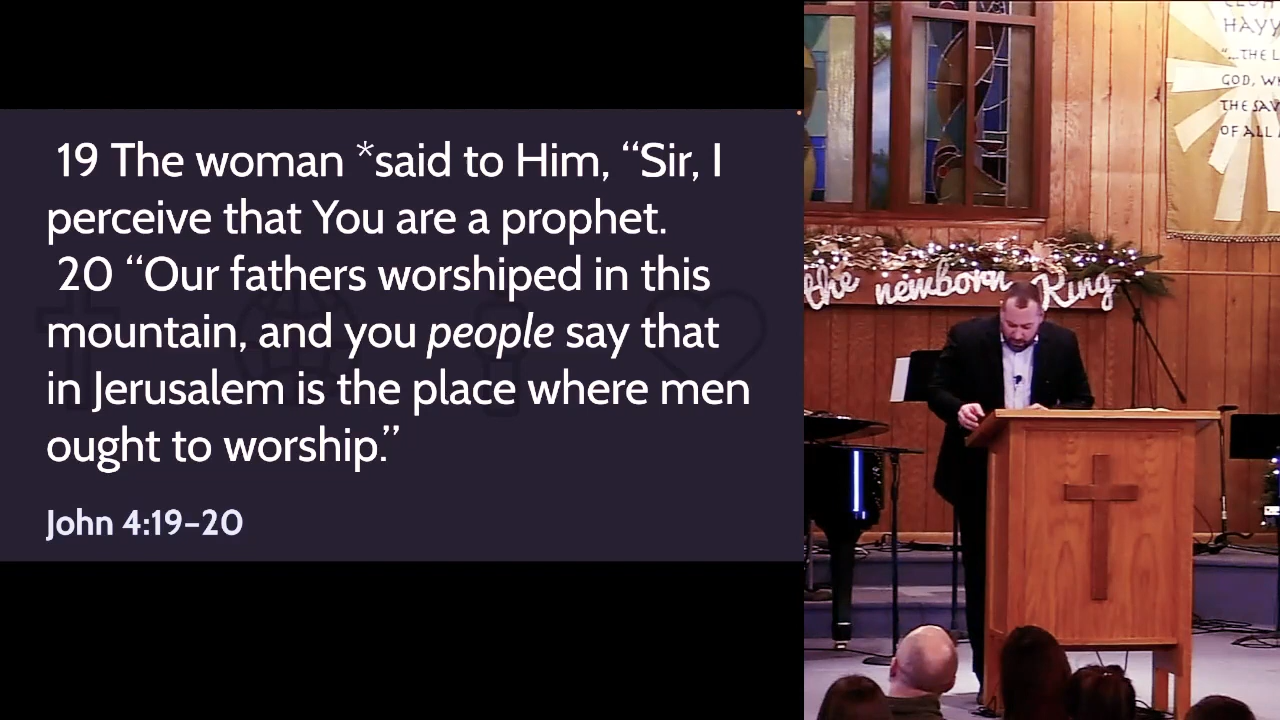 19 The woman *said to Him, “Sir, I
perceive that You are a prophet.
20 “Our fathers worshiped in this
mountain, and you people say that
in Jerusalem is the place where men
ought to worship.”
John 4:19–20
HAYY
“...THE L
GOD, WH
THE SAV
OF ALL
the newborn King